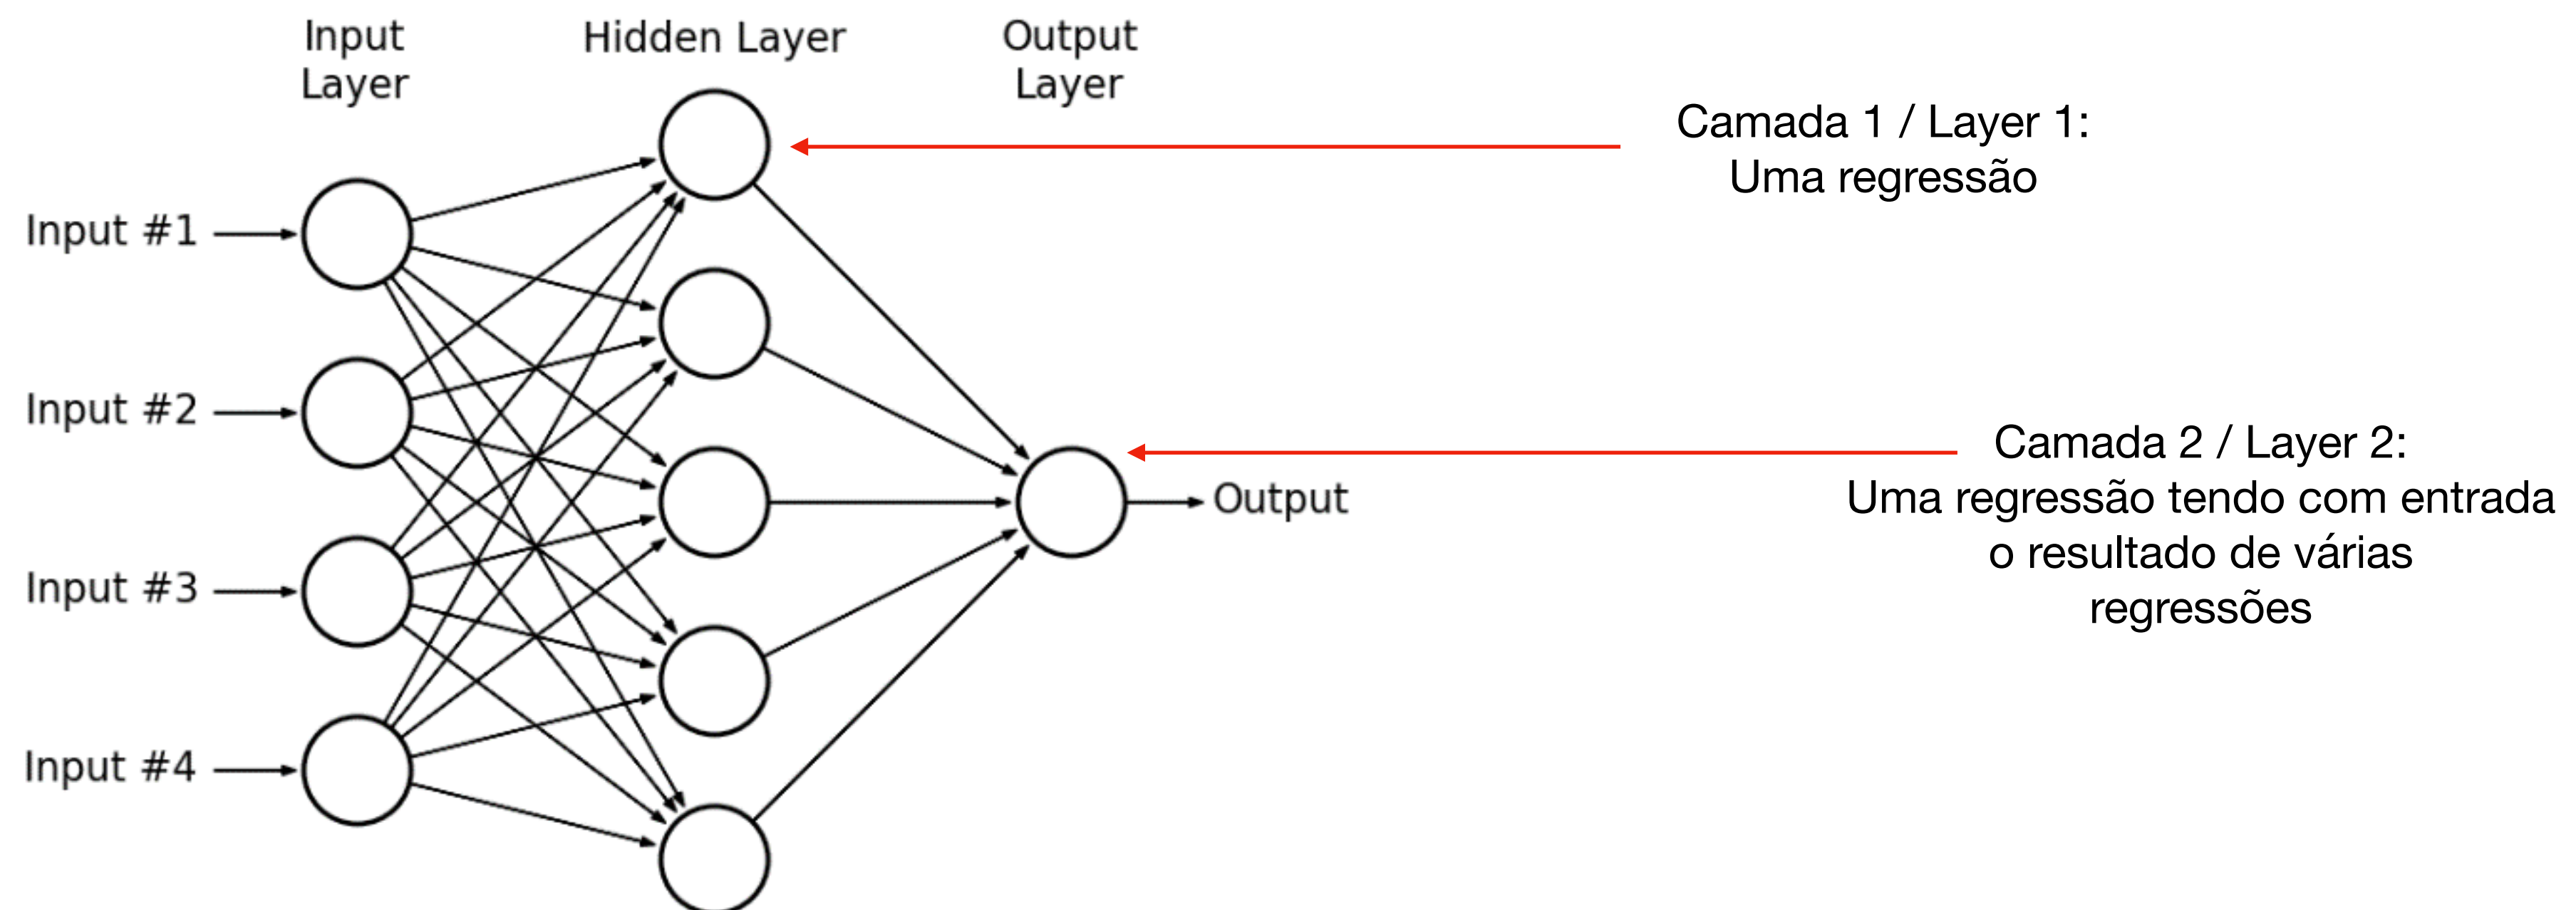 Input
Layer
Hidden Layer
Output
Layer
Camada 1 / Layer 1:
Uma regressão
Input #1
Input #2
Input #3
Input #4
Output
Camada 2 / Layer 2:
Uma regressão tendo com entrada
o resultado de várias
regressões